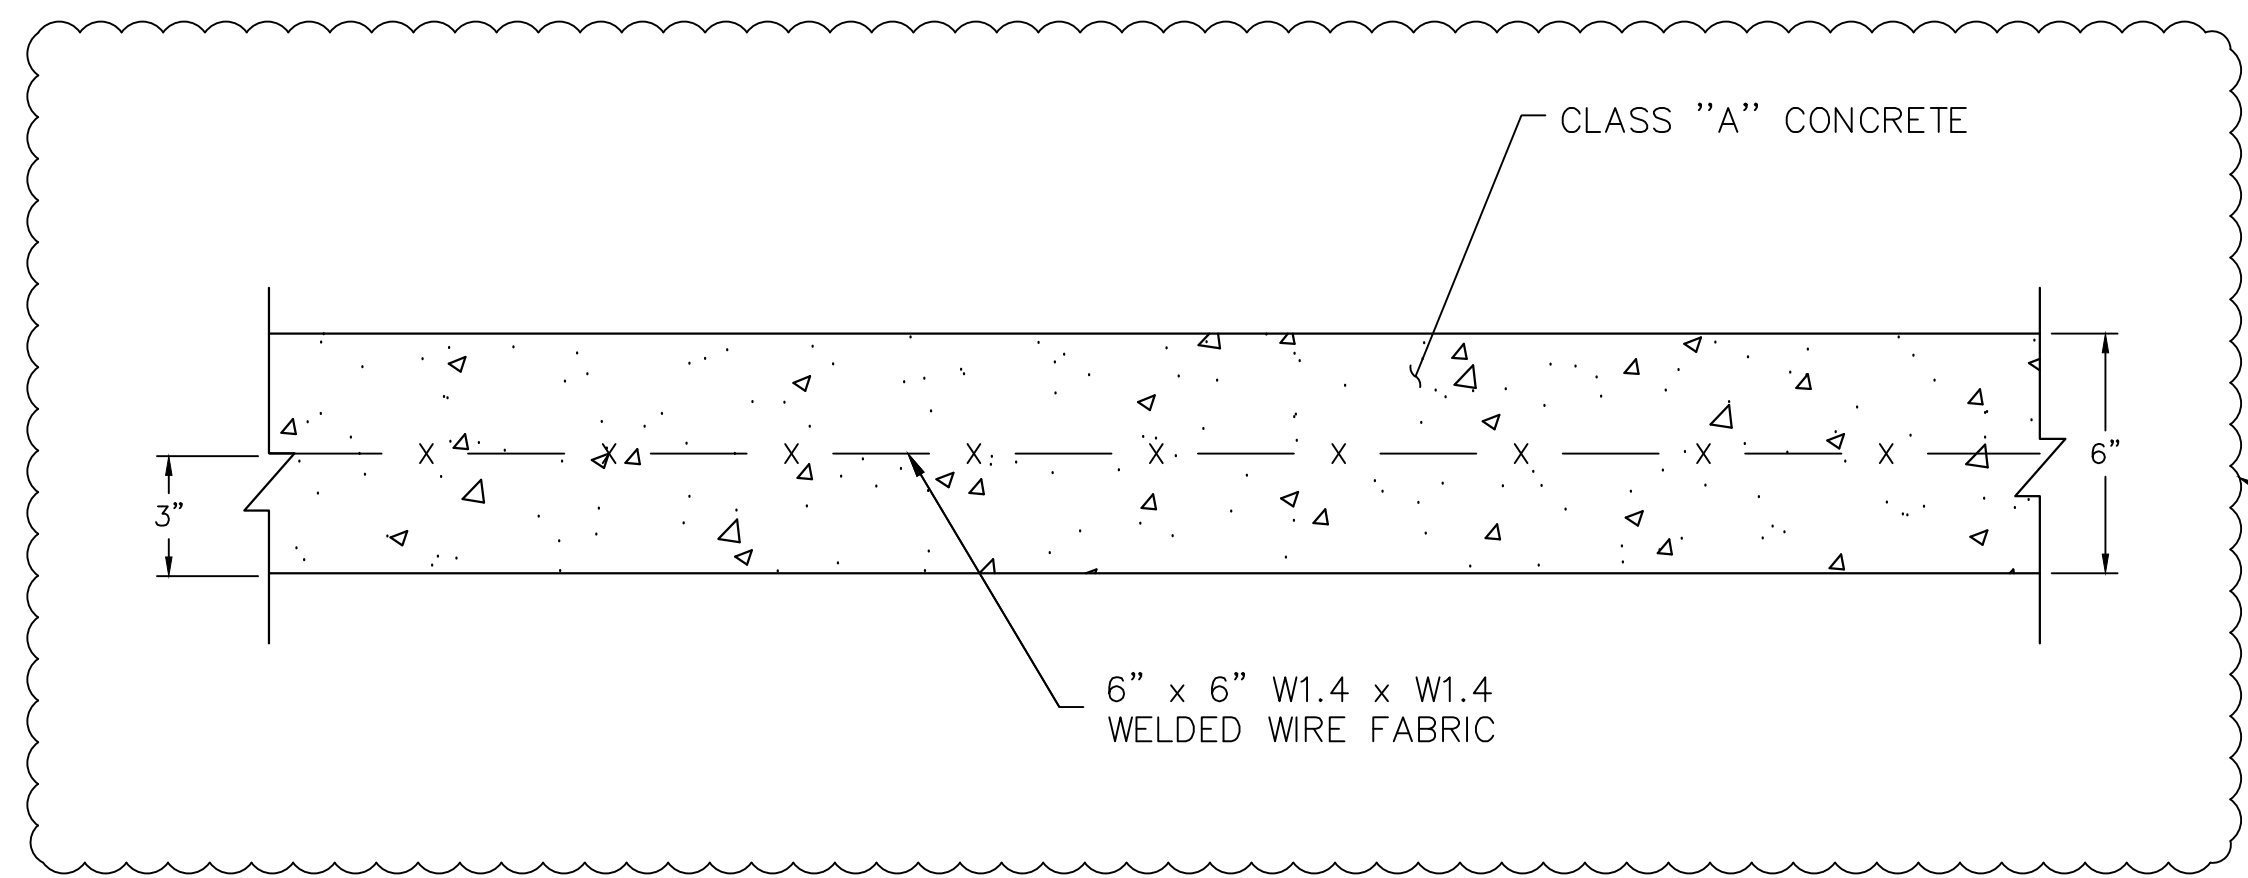 CLASS "A" CONCRETE
X X X X X X X X X
3"
6"
6" x 6" W1.4 x W1.4
WELDED WIRE FABRIC